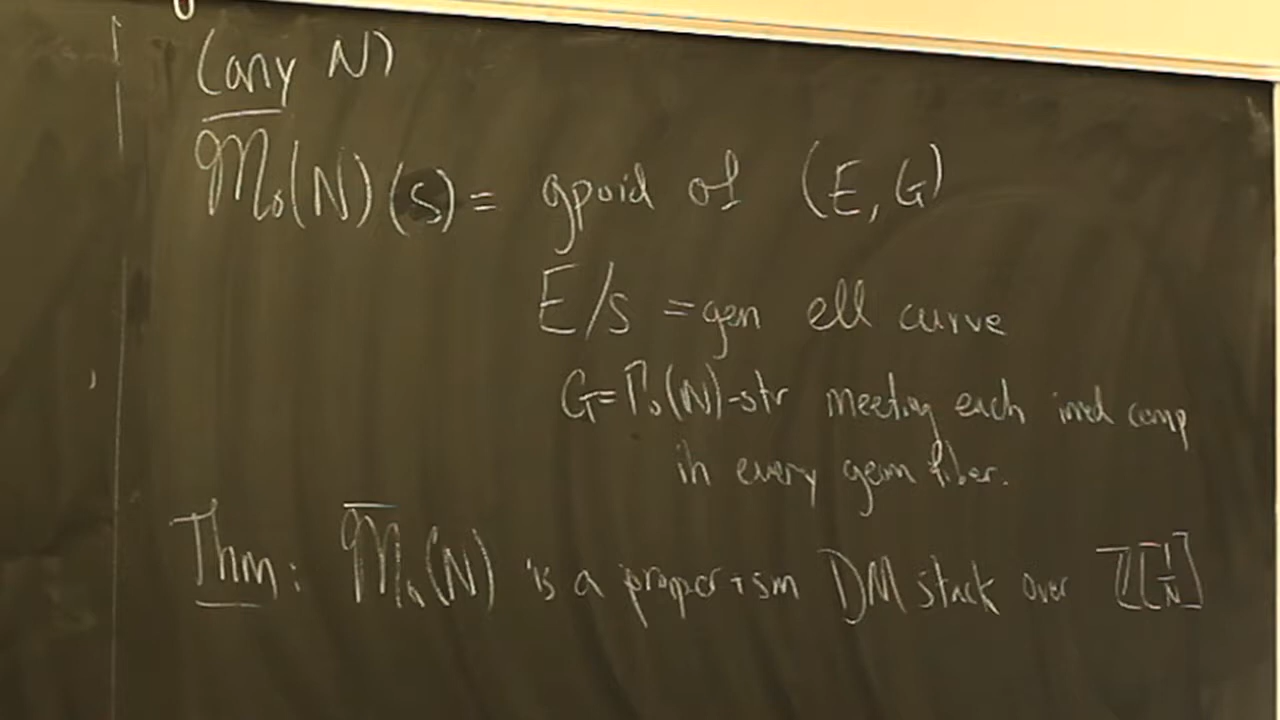 (any N)
𝓜₀(N)(S) = gpoid of (E, G)
E/S = gen ell curve
G = Γ₀(N)-str meeting each irred comp
in every geom fiber.
Thm: 𝓜̅₀(N) is a proper + sm DM stack over ℤ[1/N]